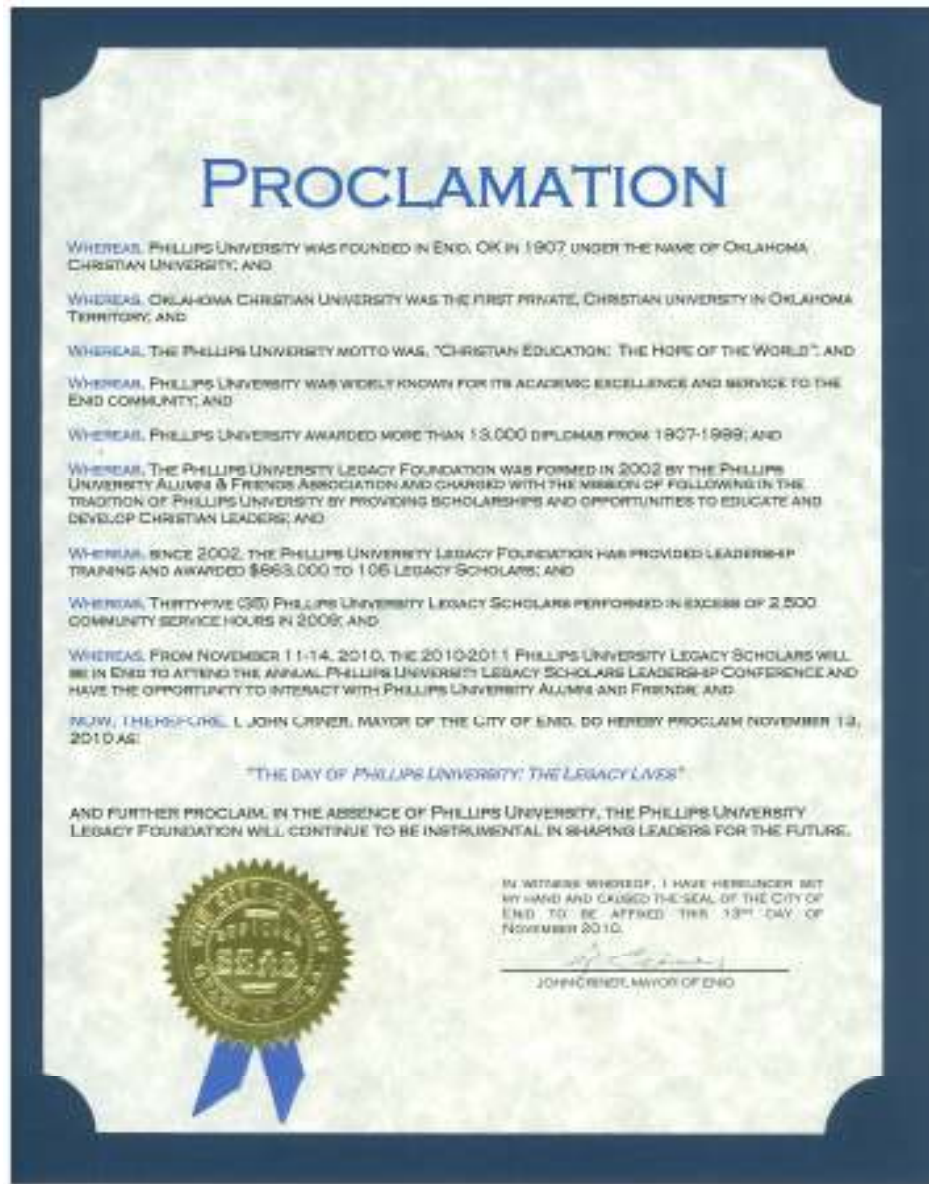 PROCLAMATION
WHEREAS, PHILLIPS UNIVERSITY WAS FOUNDED IN ENID, OK IN 1907 UNDER THE NAME OF OKLAHOMA
CHRISTIAN UNIVERSITY; AND
WHEREAS, OKLAHOMA CHRISTIAN UNIVERSITY WAS THE FIRST PRIVATE, CHRISTIAN UNIVERSITY IN OKLAHOMA
TERRITORY; AND
WHEREAS, THE PHILLIPS UNIVERSITY MOTTO WAS, "CHRISTIAN EDUCATION: THE HOPE OF THE WORLD"; AND
WHEREAS, PHILLIPS UNIVERSITY WAS WIDELY KNOWN FOR ITS ACADEMIC EXCELLENCE AND SERVICE TO THE
ENID COMMUNITY; AND
WHEREAS, PHILLIPS UNIVERSITY AWARDED MORE THAN 13,000 DIPLOMAS FROM 1907-1999; AND
WHEREAS, THE PHILLIPS UNIVERSITY LEGACY FOUNDATION WAS FORMED IN 2002 BY THE PHILLIPS
UNIVERSITY ALUMNI & FRIENDS ASSOCIATION AND CHARGED WITH THE MISSION OF FOLLOWING IN THE
TRADITION OF PHILLIPS UNIVERSITY BY PROVIDING SCHOLARSHIPS AND OPPORTUNITIES TO EDUCATE AND
DEVELOP CHRISTIAN LEADERS; AND
WHEREAS, SINCE 2002, THE PHILLIPS UNIVERSITY LEGACY FOUNDATION HAS PROVIDED LEADERSHIP
TRAINING AND AWARDED TO LEGACY SCHOLARS; AND
WHEREAS, THIRTY-FIVE (35) PHILLIPS UNIVERSITY LEGACY SCHOLARS PERFORMED IN EXCESS OF 2,500
COMMUNITY SERVICE HOURS IN 2009; AND
WHEREAS, FROM NOVEMBER 11-14, 2010, THE 2010-2011 PHILLIPS UNIVERSITY LEGACY SCHOLARS WILL
BE IN ENID TO ATTEND THE ANNUAL PHILLIPS UNIVERSITY LEGACY SCHOLARS LEADERSHIP CONFERENCE AND
HAVE THE OPPORTUNITY TO INTERACT WITH PHILLIPS UNIVERSITY ALUMNI AND FRIENDS; AND
NOW, THEREFORE, I, JOHN CRINER, MAYOR OF THE CITY OF ENID, DO HEREBY PROCLAIM NOVEMBER 13,
2010 AS:
"THE DAY OF PHILLIPS UNIVERSITY: THE LEGACY LIVES"
AND FURTHER PROCLAIM, IN THE ABSENCE OF PHILLIPS UNIVERSITY, THE PHILLIPS UNIVERSITY
LEGACY FOUNDATION WILL CONTINUE TO BE INSTRUMENTAL IN SHAPING LEADERS FOR THE FUTURE.
IN WITNESS WHEREOF, I HAVE HEREUNDER SET
MY HAND AND CAUSED THE SEAL OF THE CITY OF
ENID TO BE AFFIXED THIS 13TH DAY OF
NOVEMBER 2010.
JOHN CRINER, MAYOR OF ENID
OFFICIAL
SEAL